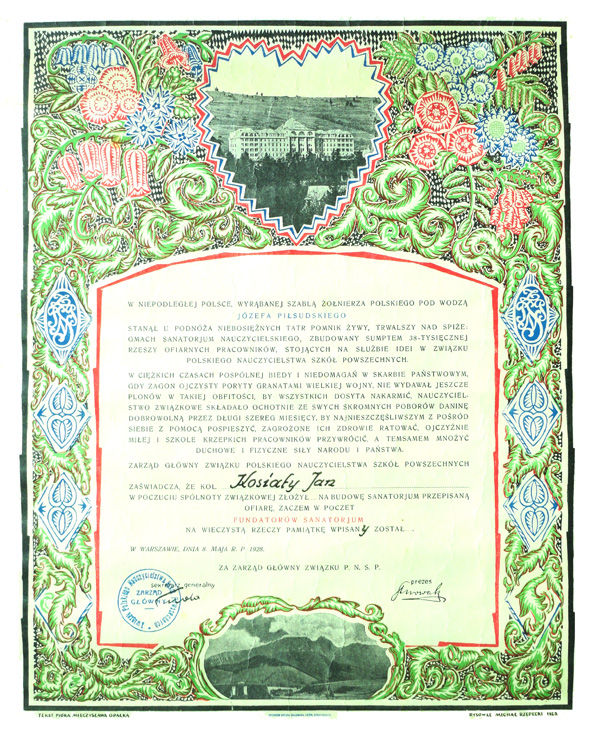 W NIEPODLEGŁEJ POLSCE, WYRĄBANEJ SZABLĄ ŻOŁNIERZA POLSKIEGO POD WODZĄ
JÓZEFA PIŁSUDSKIEGO
STANĄŁ U PODNÓŻA NIEBOSIĘŻNYCH TATR POMNIK ŻYWY, TRWALSZY NAD SPIŻE.
GMACH SANATORJUM NAUCZYCIELSKIEGO, ZBUDOWANY SUMPTEM 38-TYSIĘCZNEJ
RZESZY OFIARNYCH PRACOWNIKÓW, STOJĄCYCH NA SŁUŻBIE IDEI W ZWIĄZKU
POLSKIEGO NAUCZYCIELSTWA SZKÓŁ POWSZECHNYCH.
W CIĘŻKICH CZASACH POSPÓLNEJ BIEDY I NIEDOMAGAŃ W SKARBIE PAŃSTWOWYM,
GDY ZAGON OJCZYSTY PORYTY GRANATAMI WIELKIEJ WOJNY, NIE WYDAWAŁ JESZCZE
PLONÓW W TAKIEJ OBFITOŚCI, BY WSZYSTKICH DOSYTA NAKARMIĆ, NAUCZYCIEL-
STWO ZWIĄZKOWE SKŁADAŁO OCHOTNIE ZE SWYCH SKROMNYCH POBORÓW DANINĘ
DOBROWOLNĄ PRZEZ DŁUGI SZEREG MIESIĘCY, BY NAJNIESZCZĘŚLIWSZYM Z POŚRÓD
SIEBIE Z POMOCĄ POSPIESZYĆ, ZAGROŻONE ICH ZDROWIE RATOWAĆ, OJCZYŹNIE
MIŁEJ I SZKOLE KRZEPKICH PRACOWNIKÓW PRZYWRÓCIĆ, A TEMSAMEM MNOŻYĆ
DUCHOWE I FIZYCZNE SIŁY NARODU I PAŃSTWA.
ZARZĄD GŁÓWNY ZWIĄZKU POLSKIEGO NAUCZYCIELSTWA SZKÓŁ POWSZECHNYCH
ZAŚWIADCZA, ŻE KOL. Kosiaty Jan
W POCZUCIU SPÓLNOTY ZWIĄZKOWEJ ZŁOŻYŁ NA BUDOWĘ SANATORJUM PRZEPISANĄ
OFIARĘ, ZACZEM W POCZET
FUNDATORÓW SANATORJUM
NA WIECZYSTĄ RZECZY PAMIĄTKĘ WPISANY ZOSTAŁ
W WARSZAWIE, DNIA 8. MAJA R. P. 1928.
ZA ZARZĄD GŁÓWNY ZWIĄZKU P. N. S. P.
sekretarz generalny
prezes
ZARZĄD
GŁÓWNY
TEKST PIÓRA MIECZYSŁAWA OPAŁKA
RYSOWAŁ MICHAŁ RZEPECKI 1928